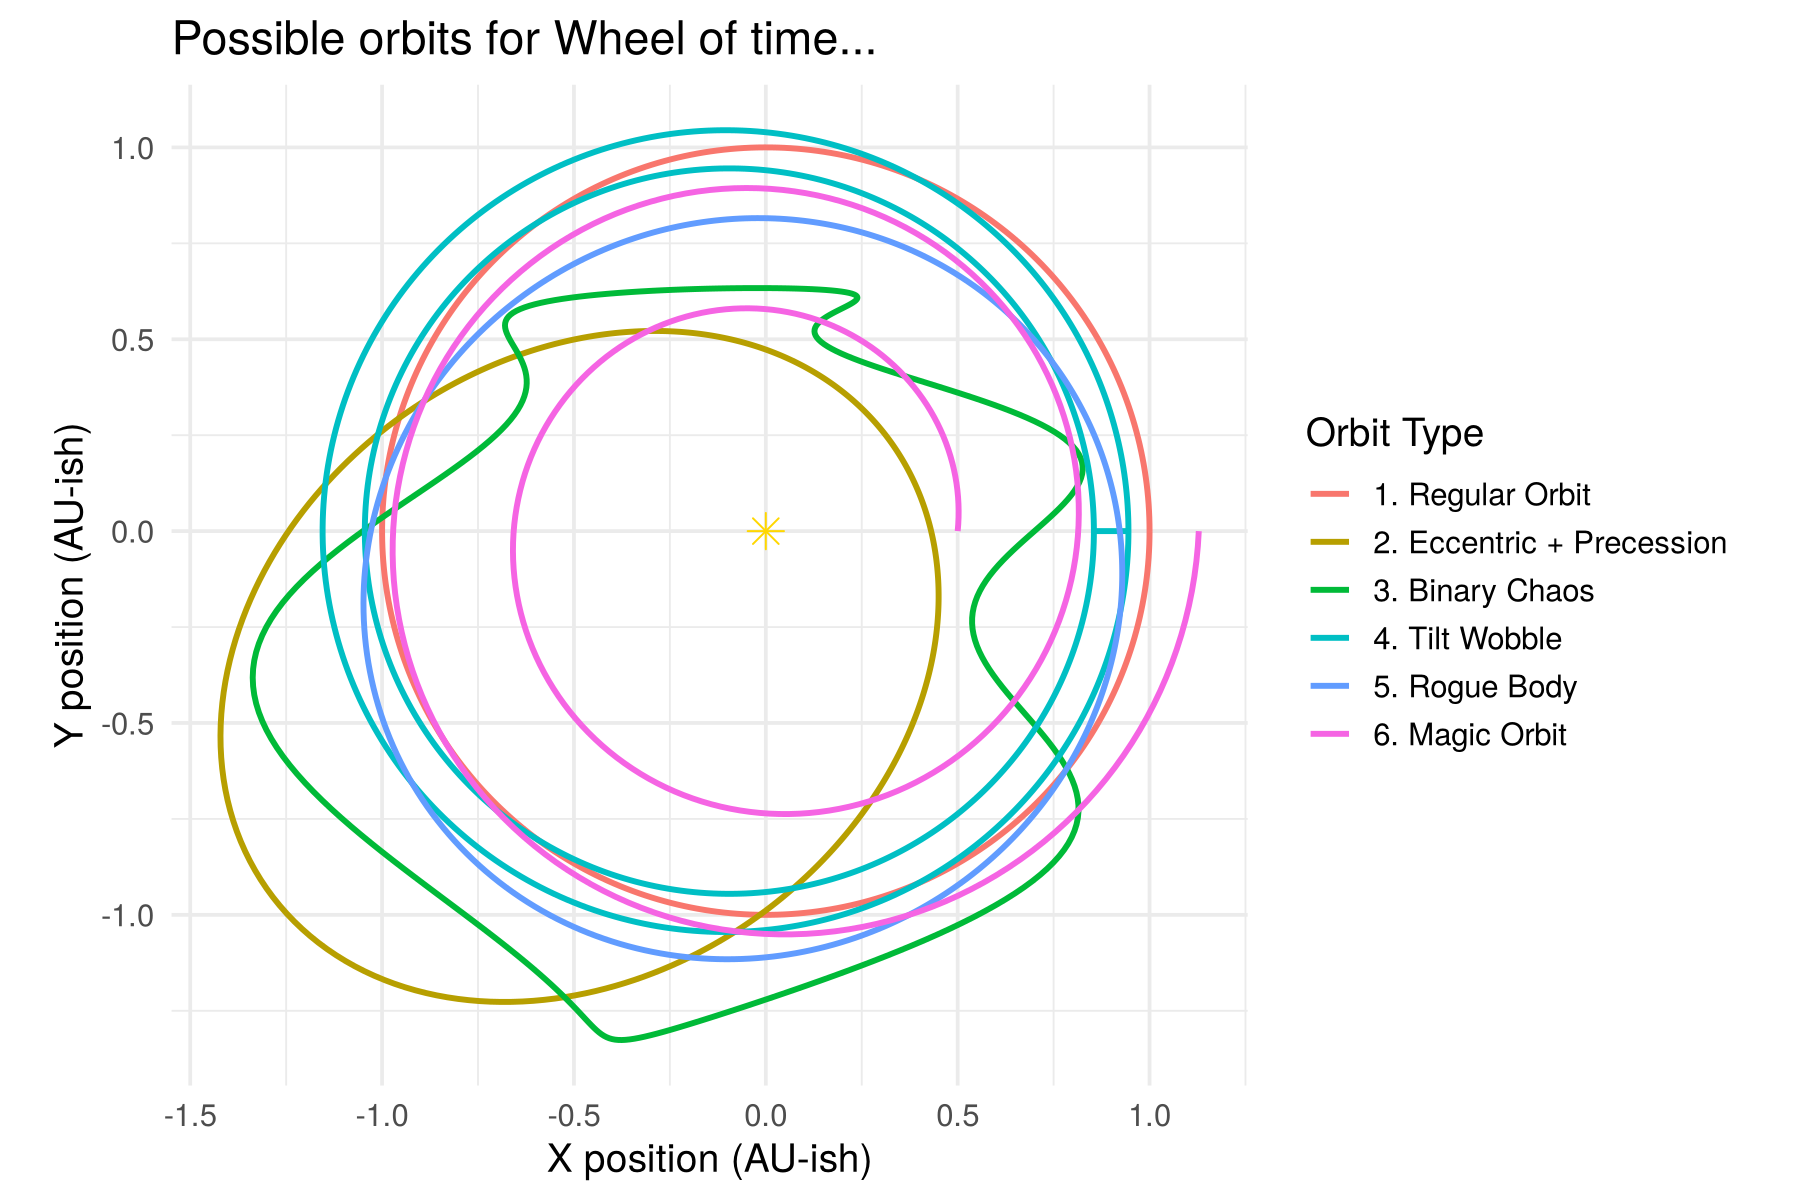 Possible orbits for Wheel of time...
1.0
0.5
0.0
-0.5
-1.0
Y position (AU-ish)
-1.5 -1.0 -0.5 0.0 0.5 1.0
X position (AU-ish)
Orbit Type
1. Regular Orbit
2. Eccentric + Precession
3. Binary Chaos
4. Tilt Wobble
5. Rogue Body
6. Magic Orbit